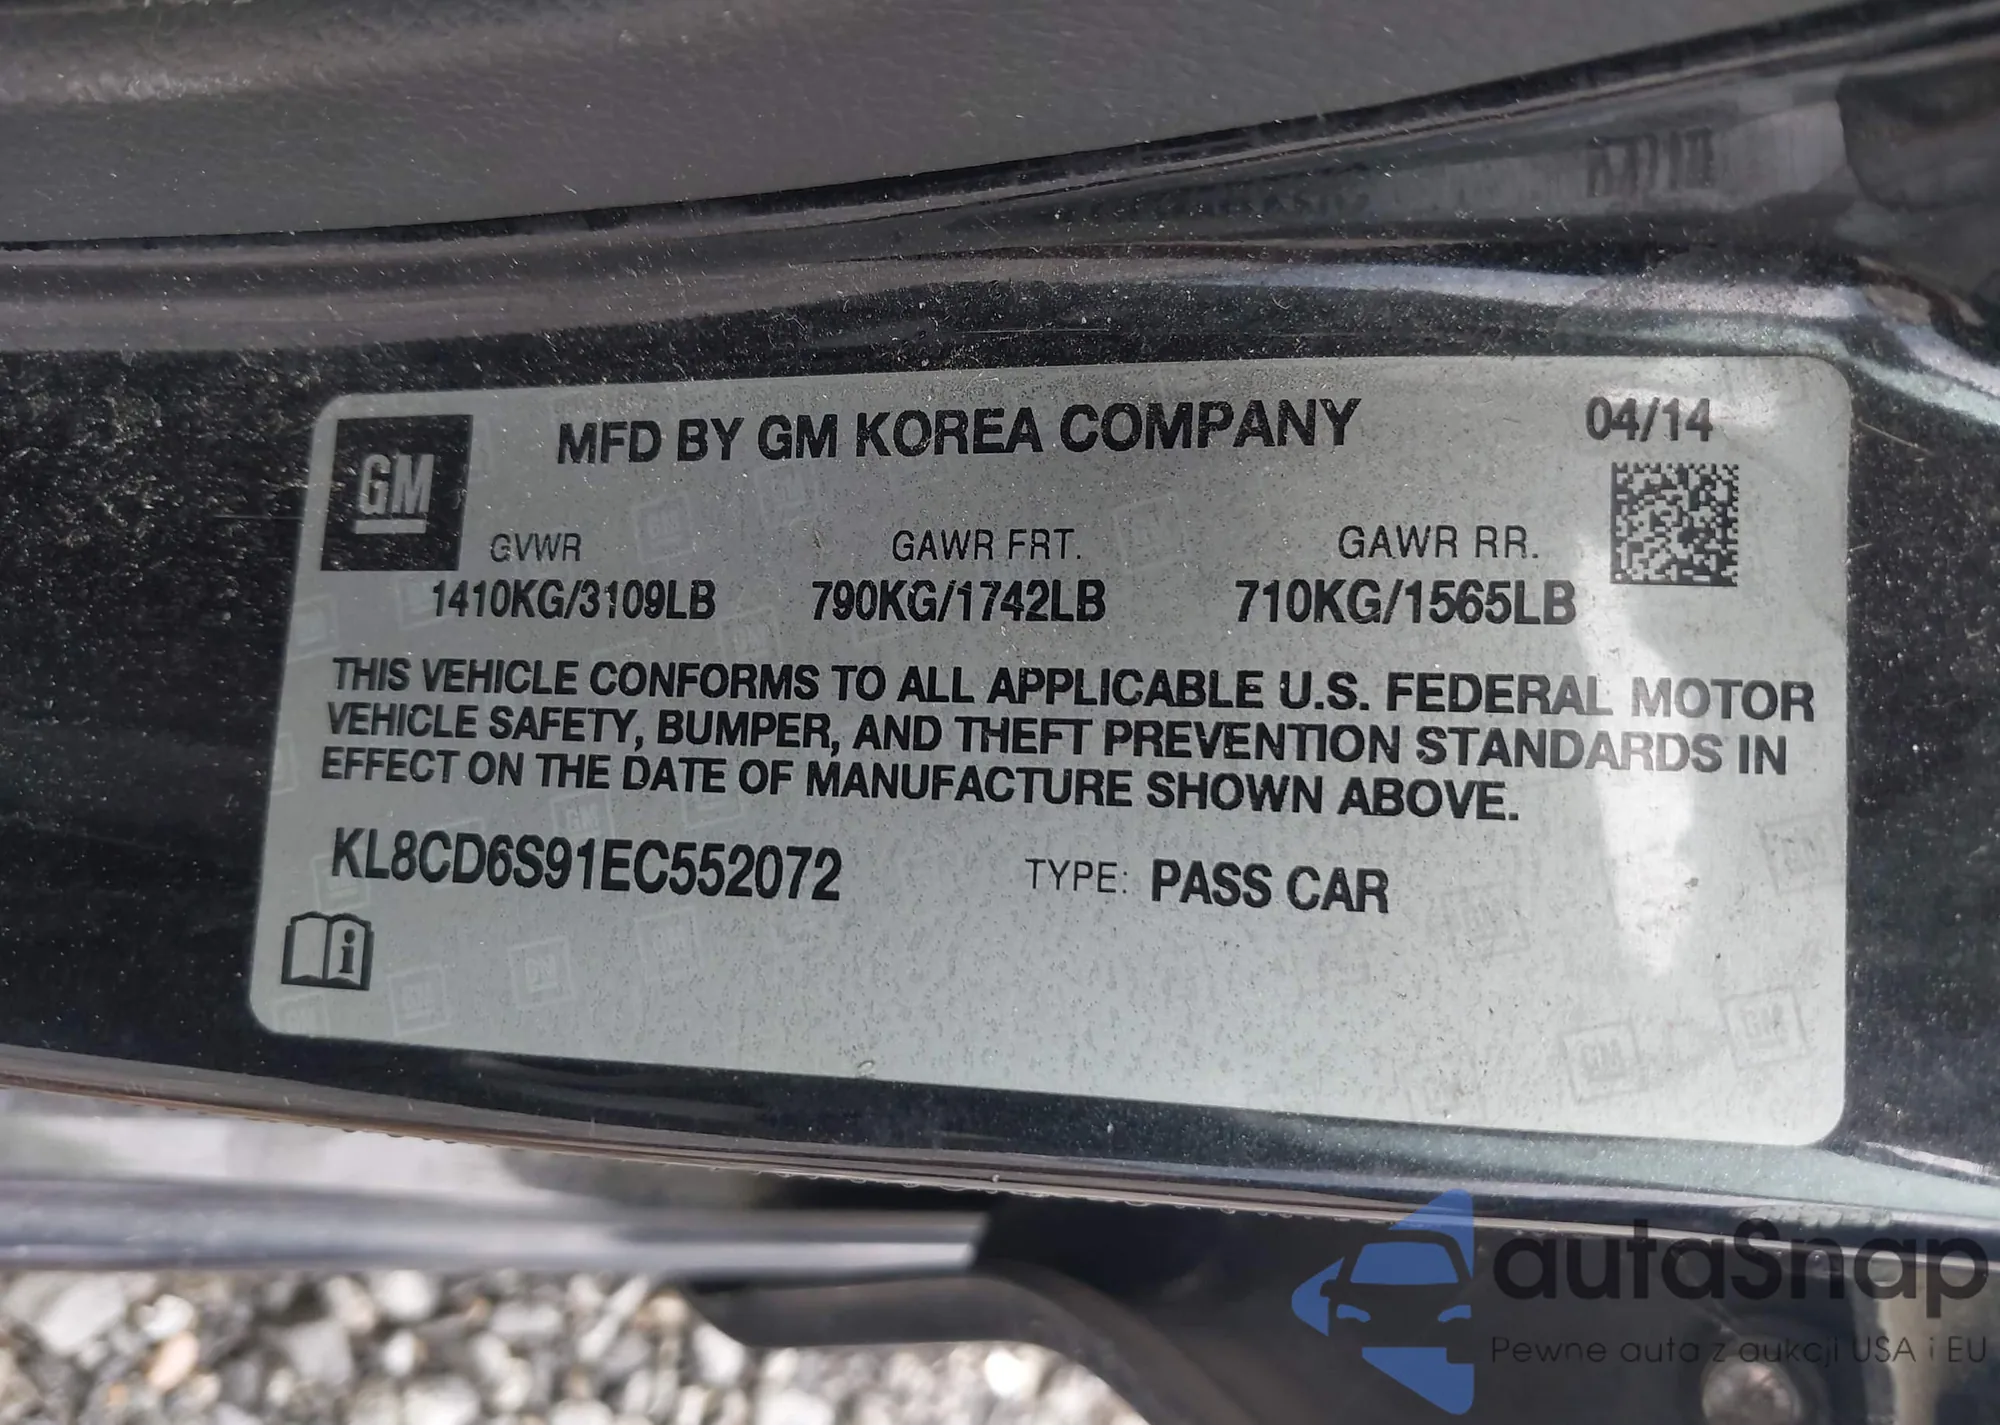 MFD BY GM KOREA COMPANY 04/14
GM
GVWR GAWR FRT. GAWR RR.
1410KG/3109LB 790KG/1742LB 710KG/1565LB
THIS VEHICLE CONFORMS TO ALL APPLICABLE U.S. FEDERAL MOTOR
VEHICLE SAFETY, BUMPER, AND THEFT PREVENTION STANDARDS IN
EFFECT ON THE DATE OF MANUFACTURE SHOWN ABOVE.
KL8CD6S91EC552072 TYPE: PASS CAR
autaSnap
Pewne auta z aukcji USA i EU